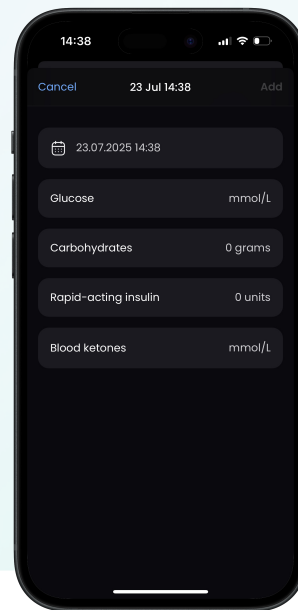 14:38
Cancel 23 Jul 14:38 Add
23.07.2025 14:38
Glucose mmol/L
Carbohydrates 0 grams
Rapid-acting insulin 0 units
Blood ketones mmol/L